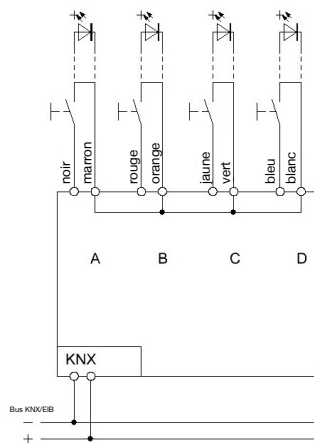 noir marron rouge orange jaune vert bleu blanc
A B C D
KNX
Bus KNX/EIB
−
+